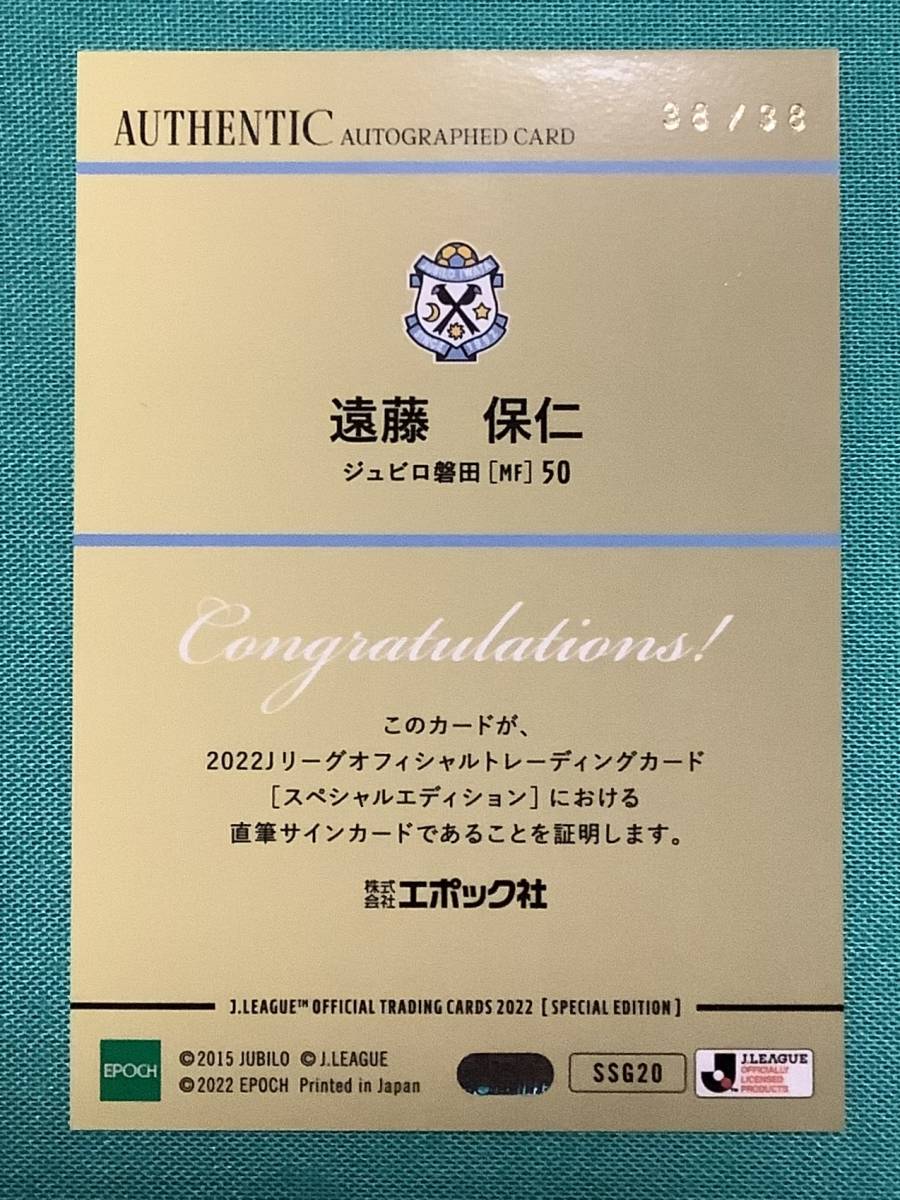 AUTHENTIC AUTOGRAPHED CARD
38/38
JUBILO IWATA
遠藤 保仁
ジュビロ磐田[MF]50
Congratulations!
このカードが、
2022Jリーグオフィシャルトレーディングカード
[スペシャルエディション]における
直筆サインカードであることを証明します。
株式会社エポック社
J.LEAGUE™ OFFICIAL TRADING CARDS 2022 [SPECIAL EDITION]
EPOCH
©2015 JUBILO ©J.LEAGUE
©2022 EPOCH Printed in Japan
SSG20
J.LEAGUE
OFFICIALLY
LICENSED
PRODUCTS